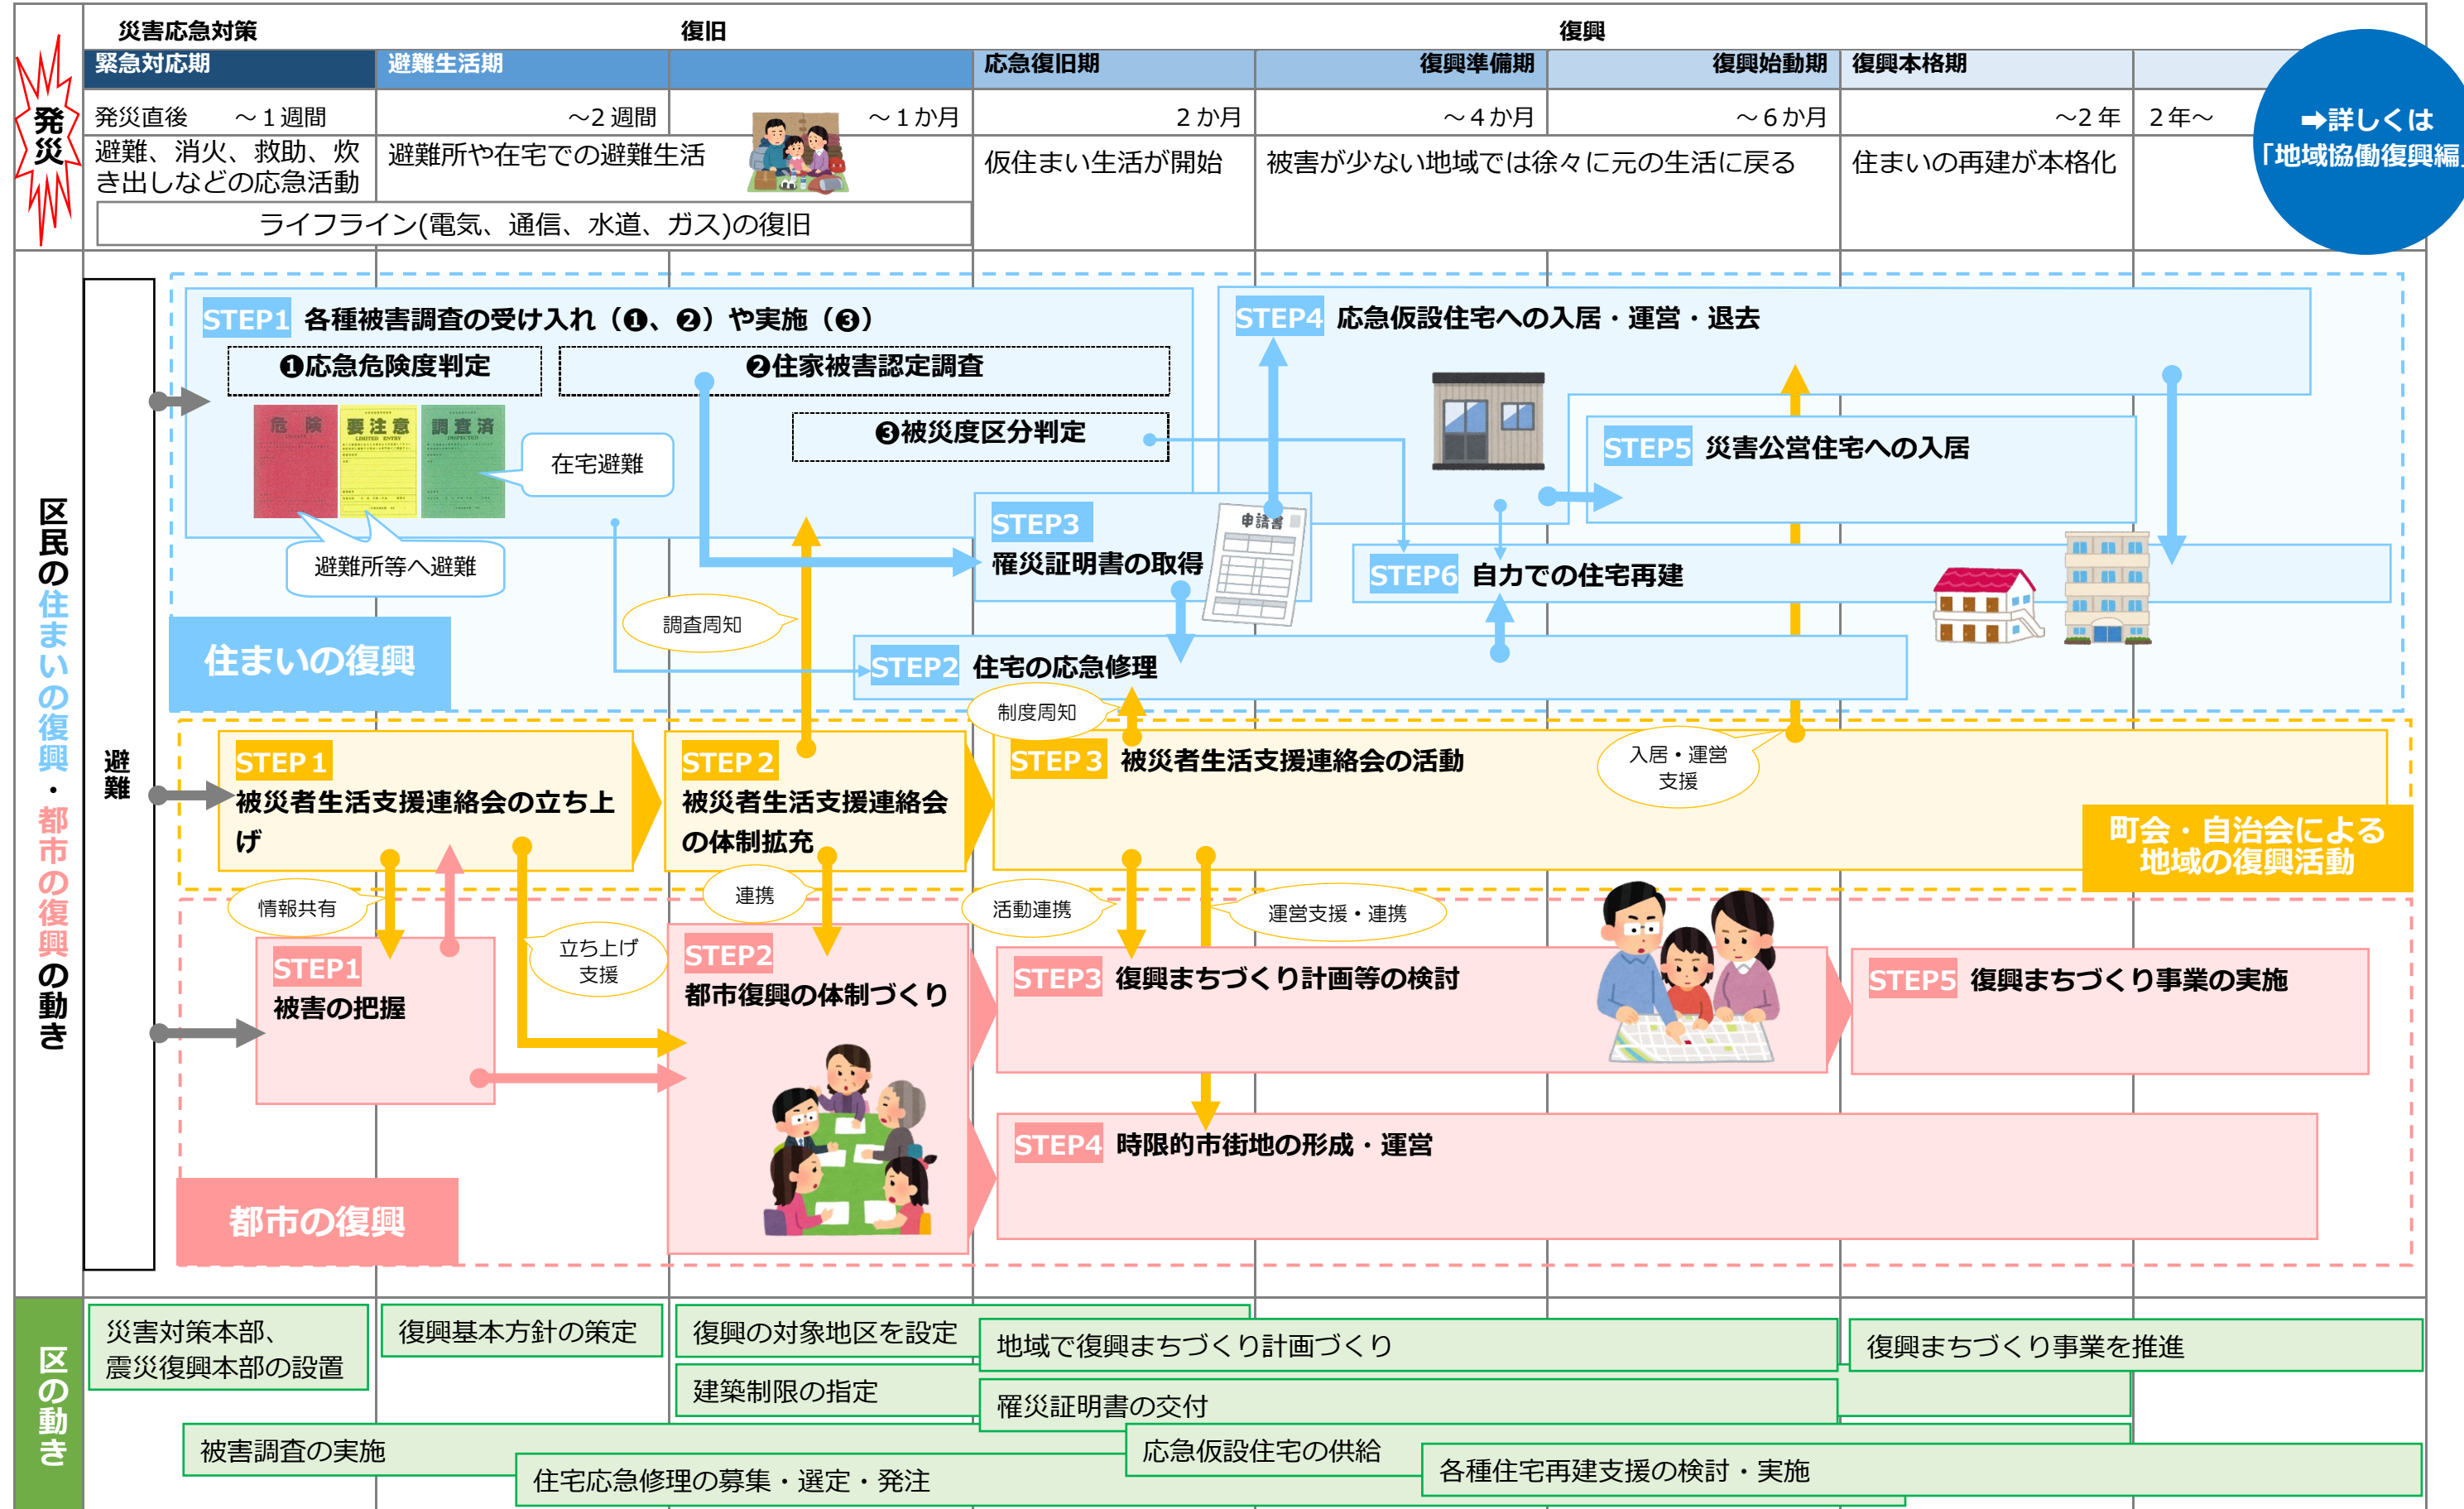 災害応急対策
復旧
復興
緊急対応期
避難生活期
応急復旧期
復興準備期
復興始動期
復興本格期
発災
発災直後　～１週間
～2 週間
～１か月
２か月
～４か月
～６か月
～2 年
２年～
➡詳しくは
「地域協働復興編」
避難、消火、救助、炊
き出しなどの応急活動
避難所や在宅での避難生活
仮住まい生活が開始
被害が少ない地域では徐々に元の生活に戻る
住まいの再建が本格化
ライフライン(電気、通信、水道、ガス)の復旧
区民の住まいの復興・都市の復興の動き
避難
STEP1 各種被害調査の受け入れ（❶、❷）や実施（❸）
❶応急危険度判定
❷住家被害認定調査
❸被災度区分判定
危険
要注意
LIMITED ENTRY
調査済
INSPECTED
在宅避難
避難所等へ避難
STEP4 応急仮設住宅への入居・運営・退去
STEP5 災害公営住宅への入居
STEP3
罹災証明書の取得
申請書
STEP6 自力での住宅再建
調査周知
住まいの復興
STEP2 住宅の応急修理
制度周知
STEP１
被災者生活支援連絡会の立ち上
げ
STEP２
被災者生活支援連絡会
の体制拡充
STEP３ 被災者生活支援連絡会の活動
入居・運営
支援
町会・自治会による
地域の復興活動
情報共有
立ち上げ
支援
連携
活動連携
運営支援・連携
STEP1
被害の把握
STEP2
都市復興の体制づくり
STEP3 復興まちづくり計画等の検討
STEP5 復興まちづくり事業の実施
STEP4 時限的市街地の形成・運営
都市の復興
区の動き
災害対策本部、
震災復興本部の設置
復興基本方針の策定
復興の対象地区を設定
地域で復興まちづくり計画づくり
復興まちづくり事業を推進
建築制限の指定
罹災証明書の交付
被害調査の実施
応急仮設住宅の供給
住宅応急修理の募集・選定・発注
各種住宅再建支援の検討・実施